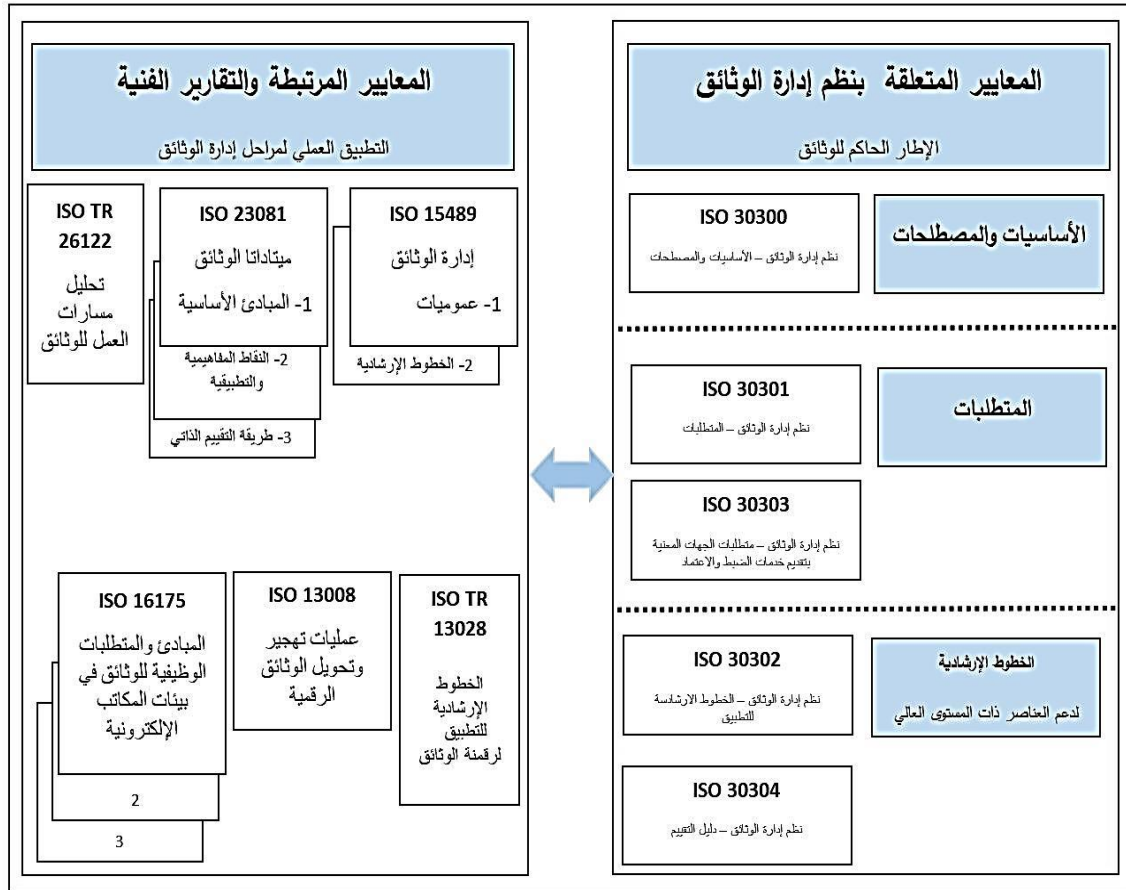 المعايير المتعلقة بنظم إدارة الوثائق
الإطار الحاكم للوثائق
الأساسيات والمصطلحات
ISO 30300
نظم إدارة الوثائق – الأساسيات والمصطلحات
المتطلبات
ISO 30301
نظم إدارة الوثائق – المتطلبات
ISO 30303
نظم إدارة الوثائق – متطلبات الجهات المعنية
بتقديم خدمات الضبط والاعتماد
الخطوط الإرشادية
لدعم العناصر ذات المستوى العالي
ISO 30302
نظم إدارة الوثائق – الخطوط الارشادسة
للتطبيق
ISO 30304
نظم إدارة الوثائق – دليل التقييم
المعايير المرتبطة والتقارير الفنية
التطبيق العملي لمراحل إدارة الوثائق
ISO 15489
إدارة الوثائق
1- عموميات
2- الخطوط الإرشادية
ISO 23081
ميتاداتا الوثائق
1- المبادئ الأساسية
2- النقاط المفاهيمية
والتطبيقية
3- طريقة التقييم الذاتي
ISO TR
26122
تحليل
مسارات
العمل للوثائق
ISO TR
13028
الخطوط
الإرشادية
للتطبيق
لرقمنة الوثائق
ISO 13008
عمليات تهجير
وتحويل الوثائق
الرقمية
ISO 16175
المبادئ والمتطلبات
الوظيفية للوثائق في
بيئات المكاتب
الإلكترونية
2
3